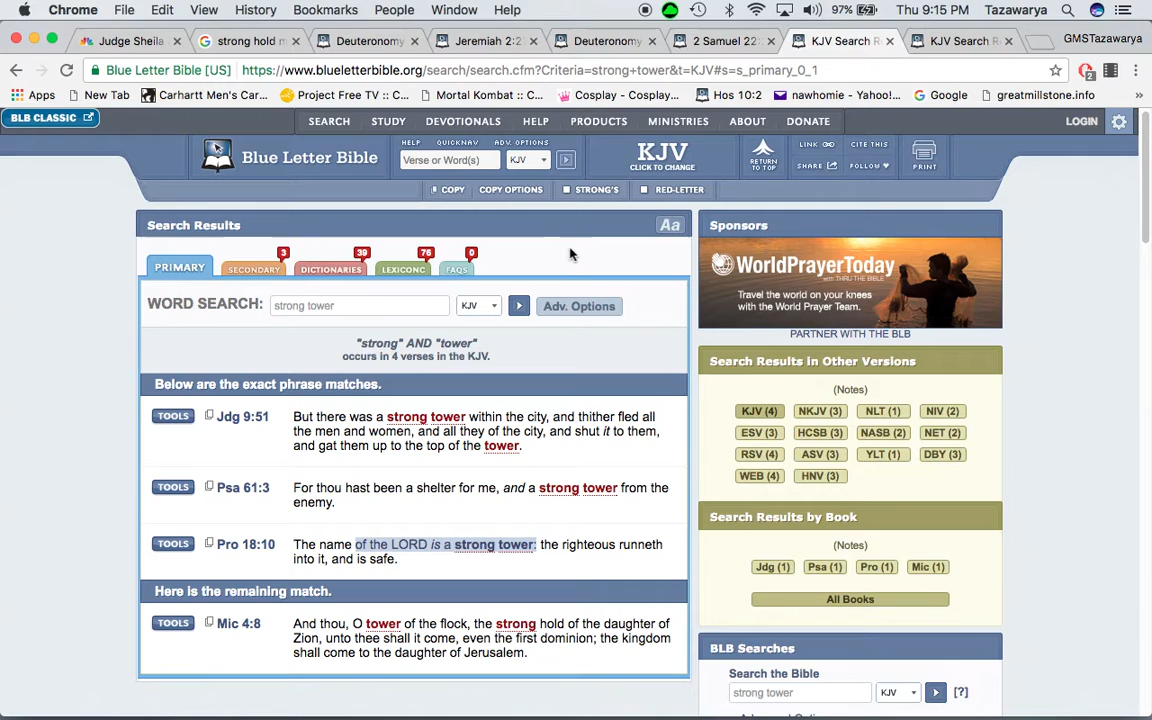 Chrome File Edit View History Bookmarks People Window Help 97% Thu 9:15 PM Tazawarya
Judge Sheila strong hold m Deuteronomy Jeremiah 2:2 Deuteronomy 2 Samuel 22: KJV Search Re KJV Search Re GMSTazawarya
Blue Letter Bible [US] https://www.blueletterbible.org/search/search.cfm?Criteria=strong+tower&t=KJV#s=s_primary_0_1 2
Apps New Tab Carhartt Men's Car... Project Free TV :: C... Mortal Kombat :: C... Cosplay - Cosplay... Hos 10:2 nawhomie - Yahoo!... Google greatmillstone.info »
BLB CLASSIC SEARCH STUDY DEVOTIONALS HELP PRODUCTS MINISTRIES ABOUT DONATE LOGIN
HELP QUICKNAV ADV. OPTIONS
Blue Letter Bible Verse or Word(s) KJV
KJV
CLICK TO CHANGE
RETURN
TO TOP
LINK CITE THIS
SHARE FOLLOW
PRINT
COPY COPY OPTIONS STRONG'S RED-LETTER
Search Results Aa
3 39 76 0
PRIMARY SECONDARY DICTIONARIES LEXICONC FAQS
WORD SEARCH: strong tower KJV Adv. Options
"strong" AND "tower"
occurs in 4 verses in the KJV.
Below are the exact phrase matches.
TOOLS Jdg 9:51 But there was a strong tower within the city, and thither fled all
the men and women, and all they of the city, and shut it to them,
and gat them up to the top of the tower.
TOOLS Psa 61:3 For thou hast been a shelter for me, and a strong tower from the
enemy.
TOOLS Pro 18:10 The name of the LORD is a strong tower: the righteous runneth
into it, and is safe.
Here is the remaining match.
TOOLS Mic 4:8 And thou, O tower of the flock, the strong hold of the daughter of
Zion, unto thee shall it come, even the first dominion; the kingdom
shall come to the daughter of Jerusalem.
Sponsors
WorldPrayerToday
with THRU the BIBLE
Travel the world on your knees
with the World Prayer Team.
PARTNER WITH THE BLB
Search Results in Other Versions
(Notes)
KJV (4) NKJV (3) NLT (1) NIV (2)
ESV (3) HCSB (3) NASB (2) NET (2)
RSV (4) ASV (3) YLT (1) DBY (3)
WEB (4) HNV (3)
Search Results by Book
(Notes)
Jdg (1) Psa (1) Pro (1) Mic (1)
All Books
BLB Searches
Search the Bible
strong tower KJV [?]